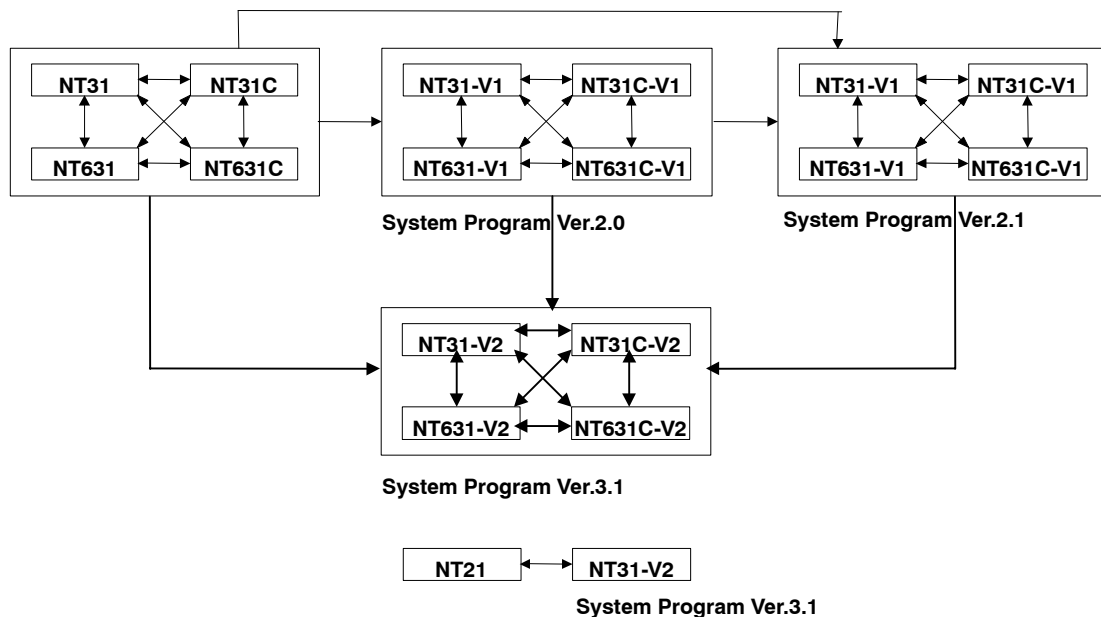 NT31 NT31C NT31-V1 NT31C-V1 NT31-V1 NT31C-V1
NT631 NT631C NT631-V1 NT631C-V1 NT631-V1 NT631C-V1
System Program Ver.2.0 System Program Ver.2.1
NT31-V2 NT31C-V2
NT631-V2 NT631C-V2
System Program Ver.3.1
NT21 NT31-V2
System Program Ver.3.1